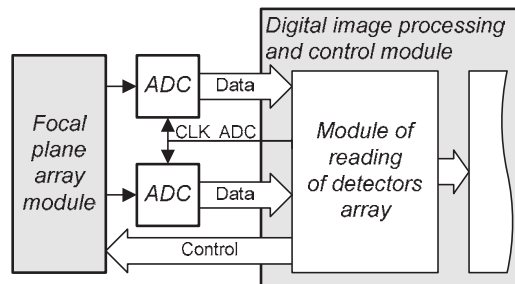 Digital image processing
and control module
Focal
plane
array
module
ADC
Data
CLK_ADC
ADC
Data
Control
Module of
reading
of detectors
array